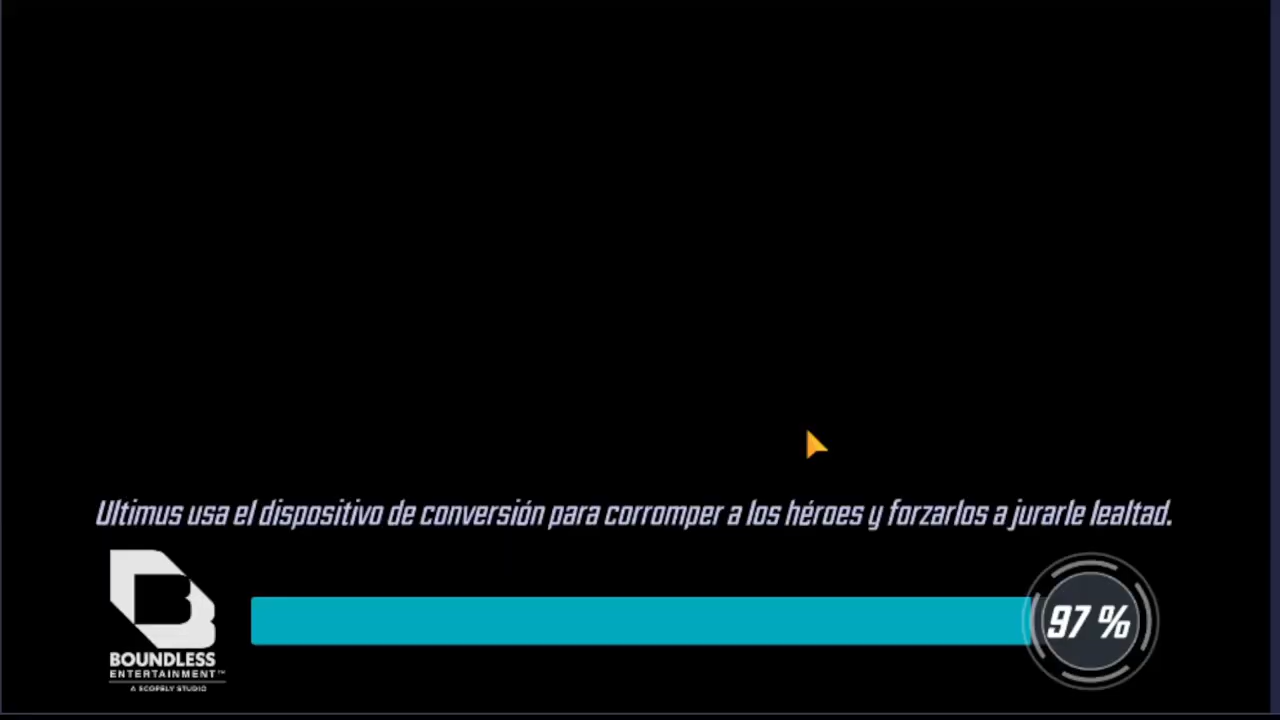 Ultimus usa el dispositivo de conversión para corromper a los héroes y forzarlos a jurarle lealtad.
97 %
BOUNDLESS
ENTERTAINMENT™
A SCOPELY STUDIO